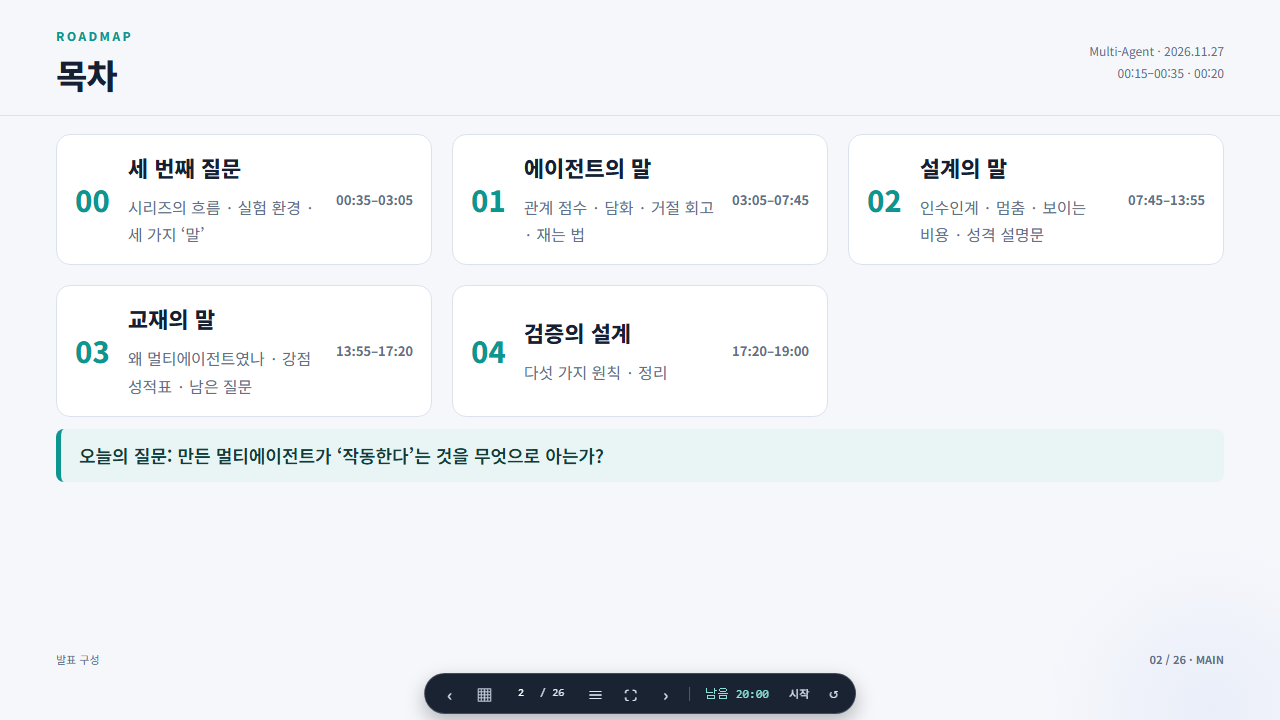 ROADMAP
목차
Multi-Agent · 2026.11.27
00:15–00:35 · 00:20
00
세 번째 질문
시리즈의 흐름 · 실험 환경 ·
세 가지 ‘말’
00:35–03:05
01
에이전트의 말
관계 점수 · 담화 · 거절 회고
· 재는 법
03:05–07:45
02
설계의 말
인수인계 · 멈춤 · 보이는
비용 · 성격 설명문
07:45–13:55
03
교재의 말
왜 멀티에이전트였나 · 강점
성적표 · 남은 질문
13:55–17:20
04
검증의 설계
다섯 가지 원칙 · 정리
17:20–19:00
오늘의 질문: 만든 멀티에이전트가 ‘작동한다’는 것을 무엇으로 아는가?
발표 구성
02 / 26 · MAIN
2 / 26
남음 20:00 시작